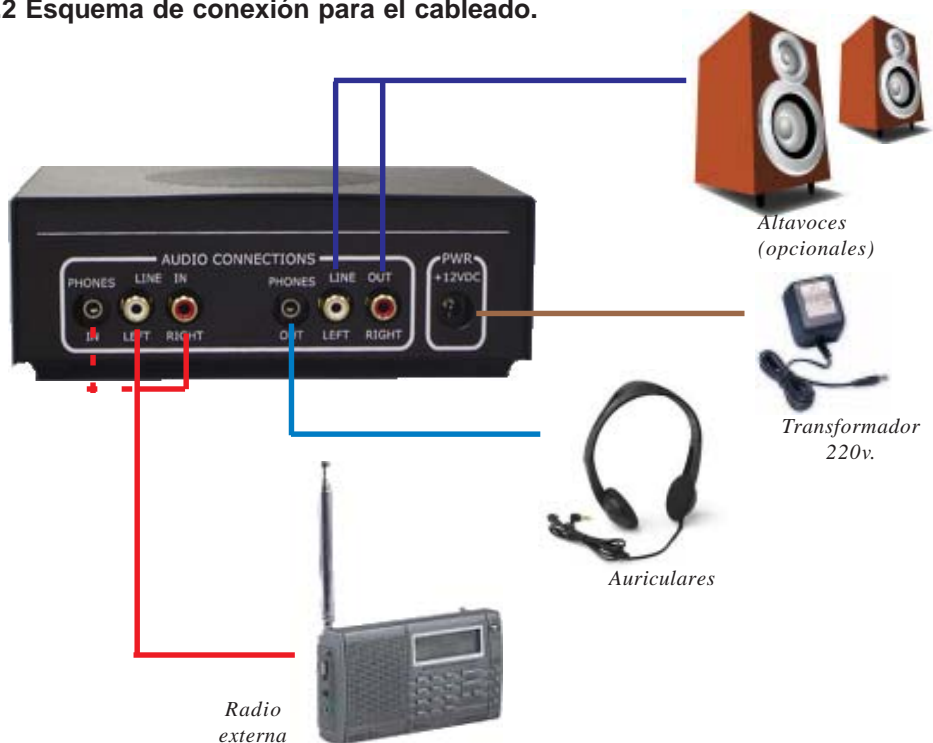 .2 Esquema de conexión para el cableado.
Altavoces
(opcionales)
AUDIO CONNECTIONS
PWR
PHONES LINE IN
PHONES LINE OUT
+12VDC
IN LEFT RIGHT
OUT LEFT RIGHT
Transformador
220v.
Auriculares
Radio
externa